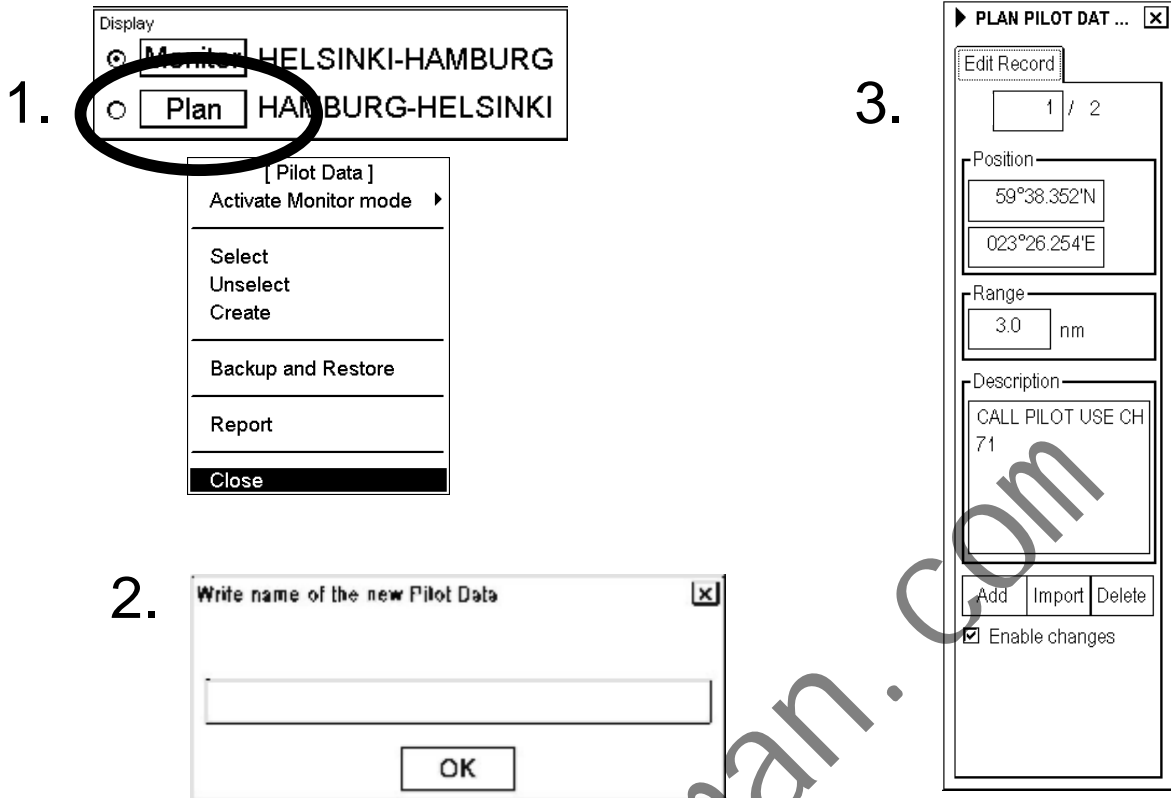 1.
Display
Monitor HELSINKI-HAMBURG
Plan HAMBURG-HELSINKI
[ Pilot Data ]
Activate Monitor mode
Select
Unselect
Create
Backup and Restore
Report
Close
2.
Write name of the new Pilot Data
OK
3.
PLAN PILOT DAT ...
Edit Record
1 / 2
Position
59°38.352'N
023°26.254'E
Range
3.0 nm
Description
CALL PILOT USE CH
71
Add Import Delete
Enable changes
an. com